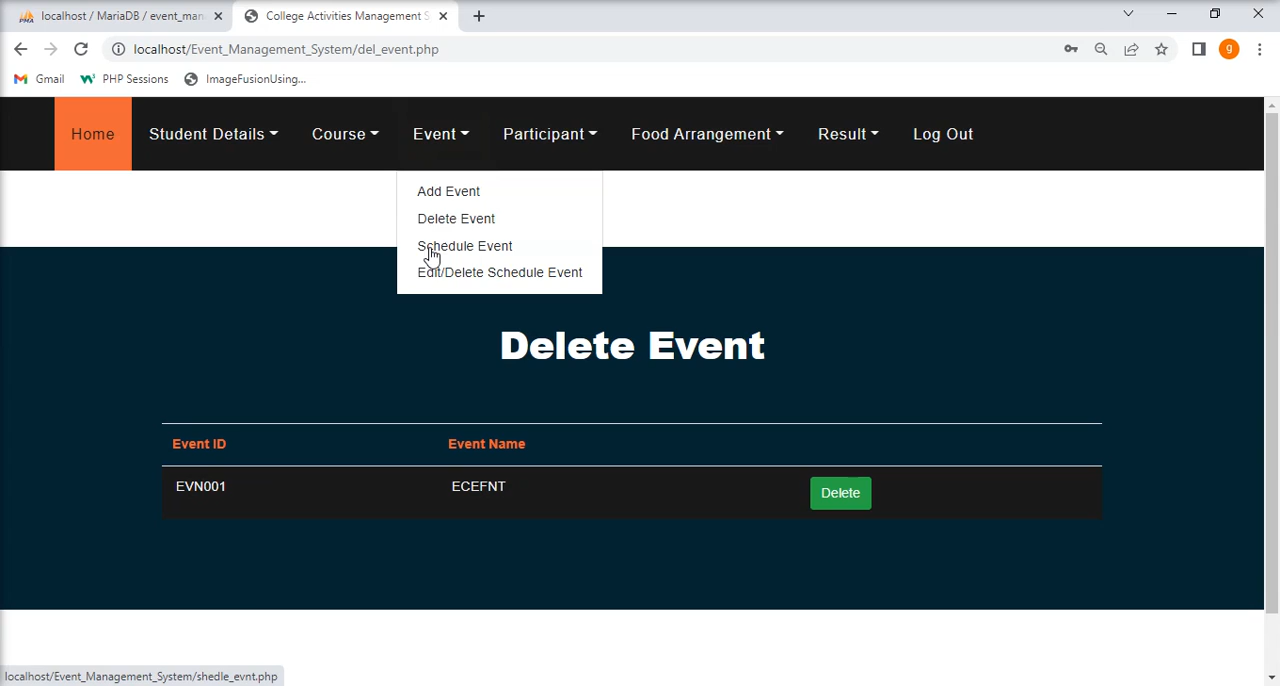 localhost / MariaDB / event_man
College Activities Management S
localhost/Event_Management_System/del_event.php
g
Gmail
PHP Sessions
ImageFusionUsing...
Home
Student Details
Course
Event
Participant
Food Arrangement
Result
Log Out
Add Event
Delete Event
Schedule Event
Edit/Delete Schedule Event
Delete Event
Event ID Event Name
EVN001 ECEFNT Delete
localhost/Event_Management_System/shedle_evnt.php